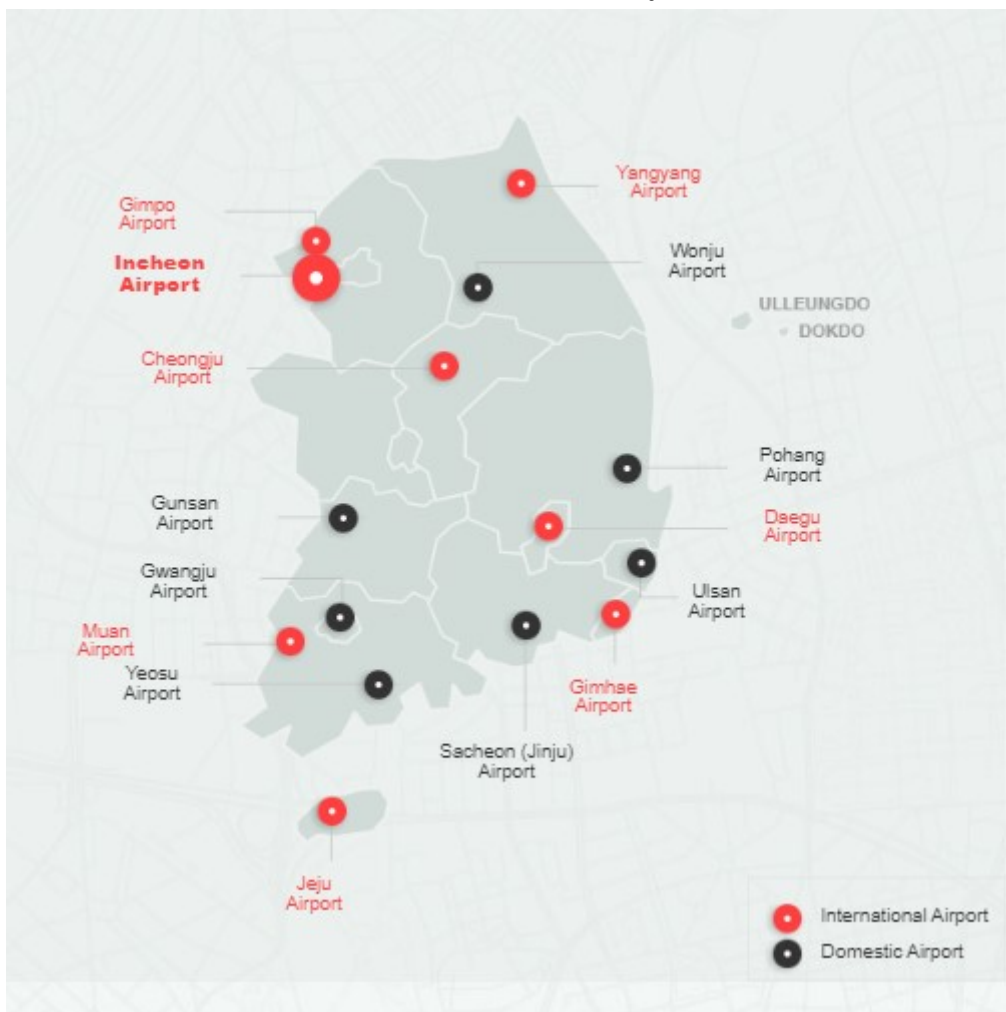 Yangyang
Airport
Gimpo
Airport
Wonju
Airport
Incheon
Airport
ULLEUNGDO
DOKDO
Cheongju
Airport
Pohang
Airport
Gunsan
Airport
Daegu
Airport
Gwangju
Airport
Ulsan
Airport
Muan
Airport
Yeosu
Airport
Gimhae
Airport
Sacheon (Jinju)
Airport
Jeju
Airport
International Airport
Domestic Airport